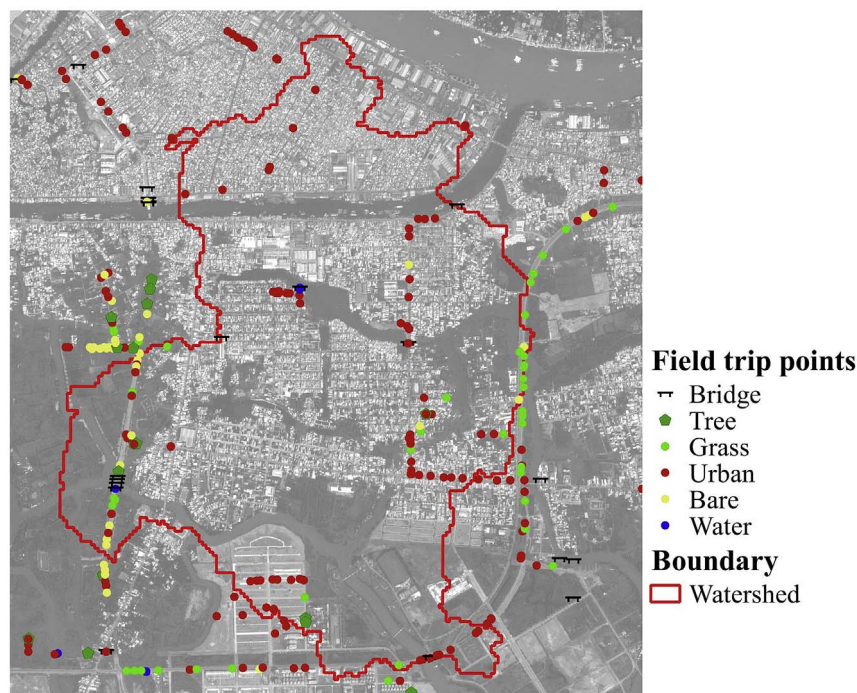 Field trip points
Bridge
Tree
Grass
Urban
Bare
Water
Boundary
Watershed